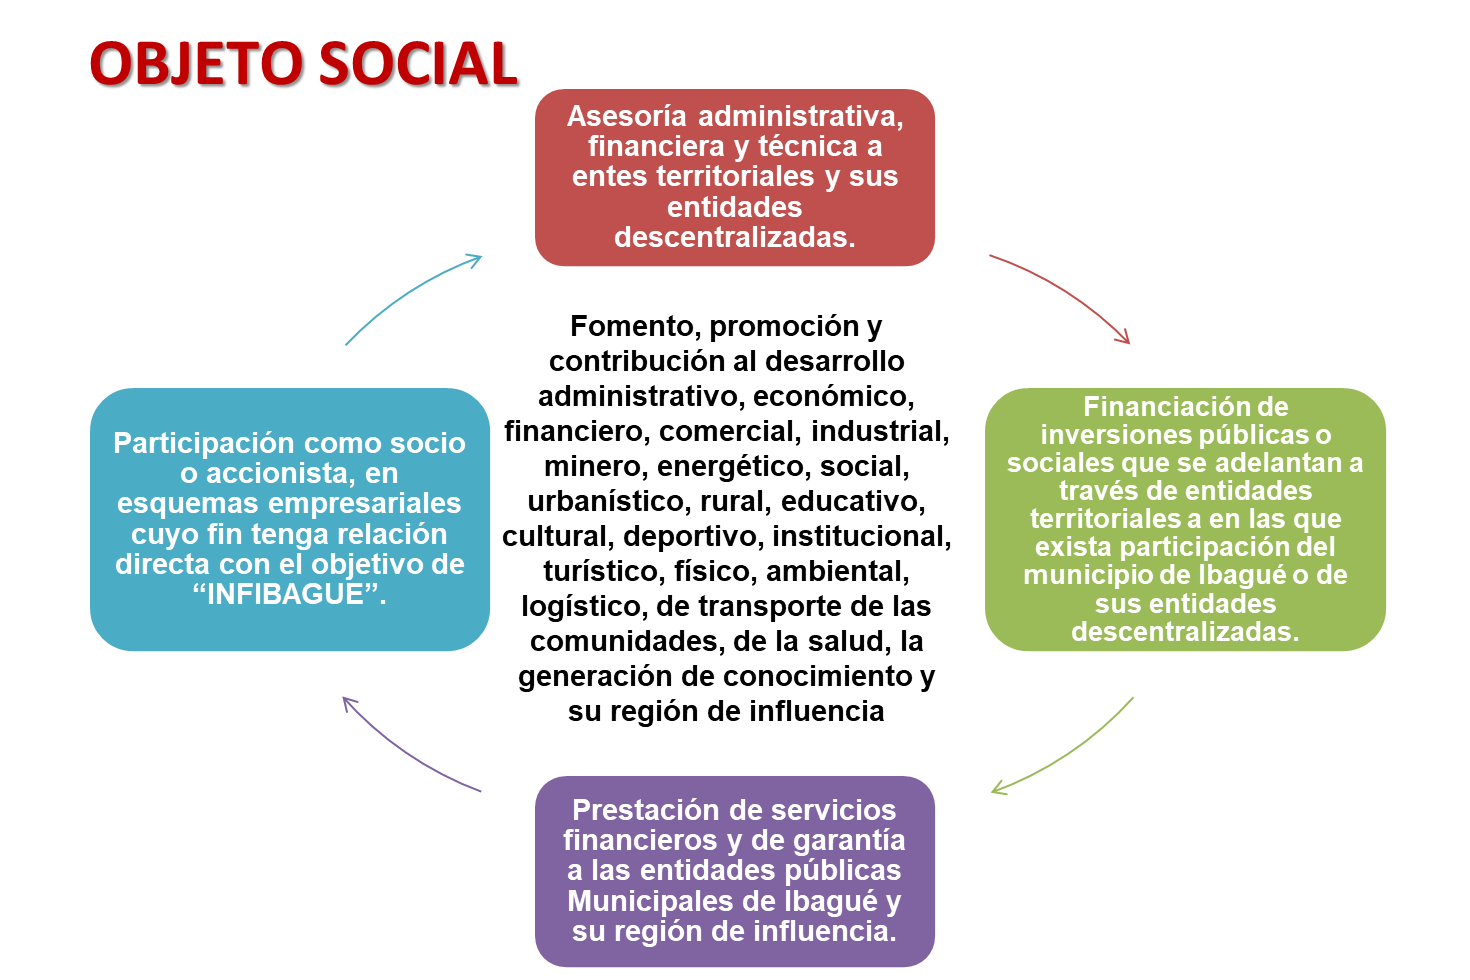 OBJETO SOCIAL
Asesoría administrativa,
financiera y técnica a
entes territoriales y sus
entidades
descentralizadas.
Fomento, promoción y
contribución al desarrollo
administrativo, económico,
financiero, comercial, industrial,
minero, energético, social,
urbanístico, rural, educativo,
cultural, deportivo, institucional,
turístico, físico, ambiental,
logístico, de transporte de las
comunidades, de la salud, la
generación de conocimiento y
su región de influencia
Financiación de
inversiones públicas o
sociales que se adelantan a
través de entidades
territoriales a en las que
exista participación del
municipio de Ibagué o de
sus entidades
descentralizadas.
Prestación de servicios
financieros y de garantía
a las entidades públicas
Municipales de Ibagué y
su región de influencia.
Participación como socio
o accionista, en
esquemas empresariales
cuyo fin tenga relación
directa con el objetivo de
“INFIBAGUE”.